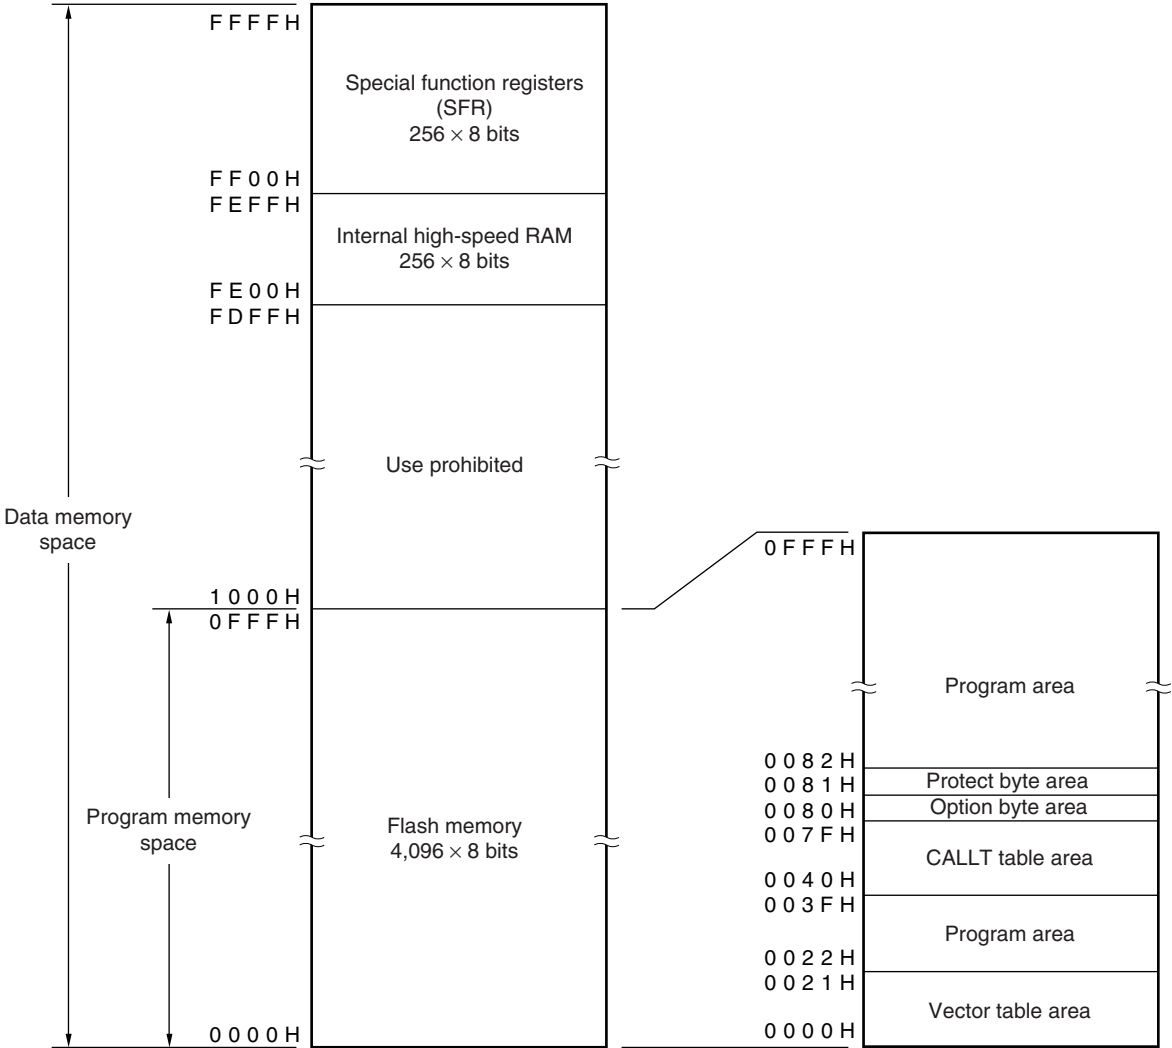 FFFFH
Special function registers
(SFR)
256 × 8 bits
FF00H
FEFFH
Internal high-speed RAM
256 × 8 bits
FE00H
FDFFH
Use prohibited
Data memory
space
1000H
0FFFH
Program memory
space
Flash memory
4,096 × 8 bits
0000H
0FFFH
Program area
0082H
0081H
Protect byte area
0080H
Option byte area
007FH
CALLT table area
0040H
003FH
Program area
0022H
0021H
Vector table area
0000H